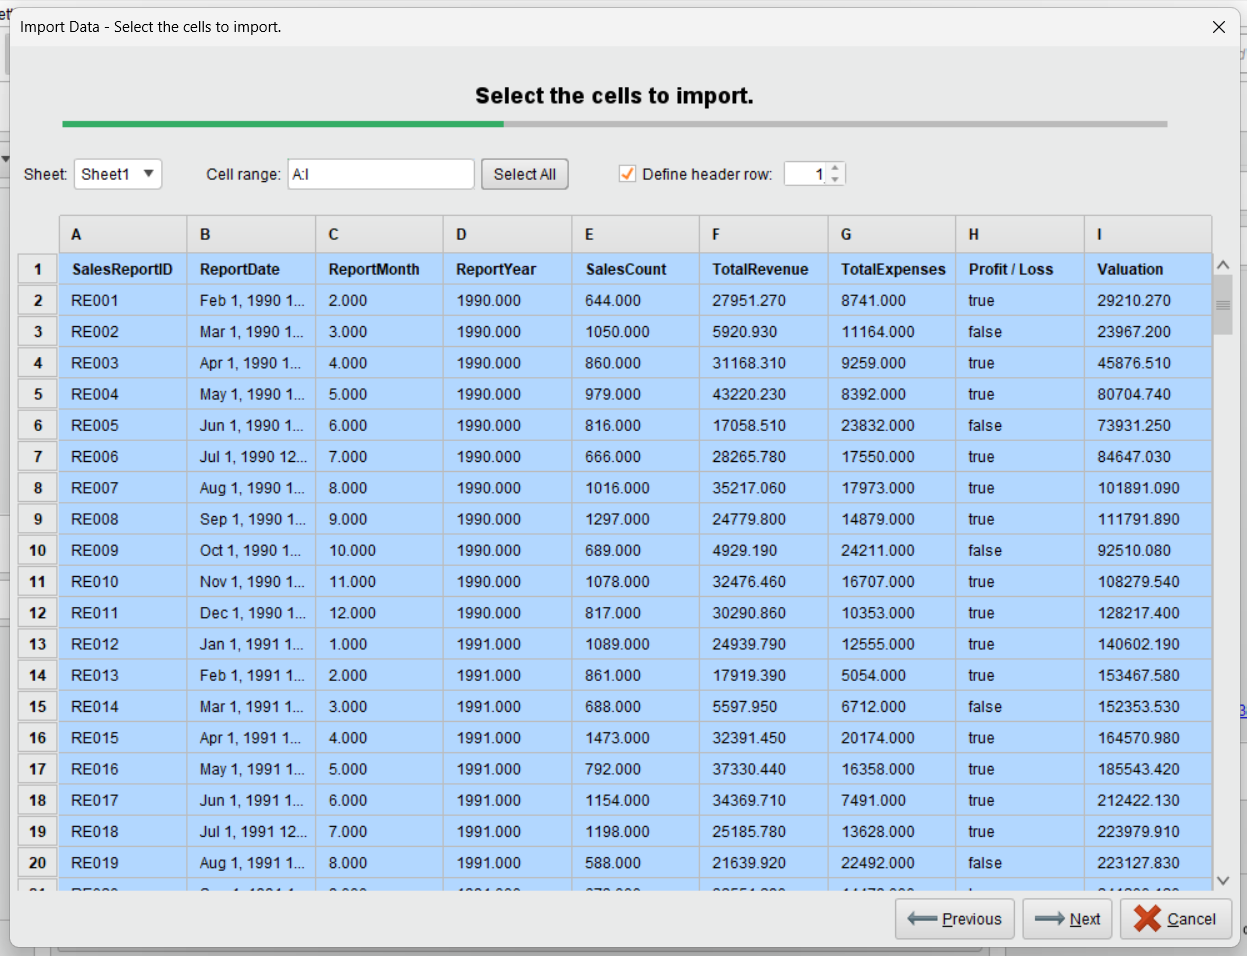 Import Data - Select the cells to import.
Select the cells to import.
Sheet: Sheet1 Cell range: A:I Select All Define header row: 1
A B C D E F G H I
1 SalesReportID ReportDate ReportMonth ReportYear SalesCount TotalRevenue TotalExpenses Profit / Loss Valuation
2 RE001 Feb 1, 1990 1... 2.000 1990.000 644.000 27951.270 8741.000 true 29210.270
3 RE002 Mar 1, 1990 1... 3.000 1990.000 1050.000 5920.930 11164.000 false 23967.200
4 RE003 Apr 1, 1990 1... 4.000 1990.000 860.000 31168.310 9259.000 true 45876.510
5 RE004 May 1, 1990 1... 5.000 1990.000 979.000 43220.230 8392.000 true 80704.740
6 RE005 Jun 1, 1990 1... 6.000 1990.000 816.000 17058.510 23832.000 false 73931.250
7 RE006 Jul 1, 1990 12... 7.000 1990.000 666.000 28265.780 17550.000 true 84647.030
8 RE007 Aug 1, 1990 1... 8.000 1990.000 1016.000 35217.060 17973.000 true 101891.090
9 RE008 Sep 1, 1990 1... 9.000 1990.000 1297.000 24779.800 14879.000 true 111791.890
10 RE009 Oct 1, 1990 1... 10.000 1990.000 689.000 4929.190 24211.000 false 92510.080
11 RE010 Nov 1, 1990 1... 11.000 1990.000 1078.000 32476.460 16707.000 true 108279.540
12 RE011 Dec 1, 1990 1... 12.000 1990.000 817.000 30290.860 10353.000 true 128217.400
13 RE012 Jan 1, 1991 1... 1.000 1991.000 1089.000 24939.790 12555.000 true 140602.190
14 RE013 Feb 1, 1991 1... 2.000 1991.000 861.000 17919.390 5054.000 true 153467.580
15 RE014 Mar 1, 1991 1... 3.000 1991.000 688.000 5597.950 6712.000 false 152353.530
16 RE015 Apr 1, 1991 1... 4.000 1991.000 1473.000 32391.450 20174.000 true 164570.980
17 RE016 May 1, 1991 1... 5.000 1991.000 792.000 37330.440 16358.000 true 185543.420
18 RE017 Jun 1, 1991 1... 6.000 1991.000 1154.000 34369.710 7491.000 true 212422.130
19 RE018 Jul 1, 1991 12... 7.000 1991.000 1198.000 25185.780 13628.000 true 223979.910
20 RE019 Aug 1, 1991 1... 8.000 1991.000 588.000 21639.920 22492.000 false 223127.830
Previous Next Cancel